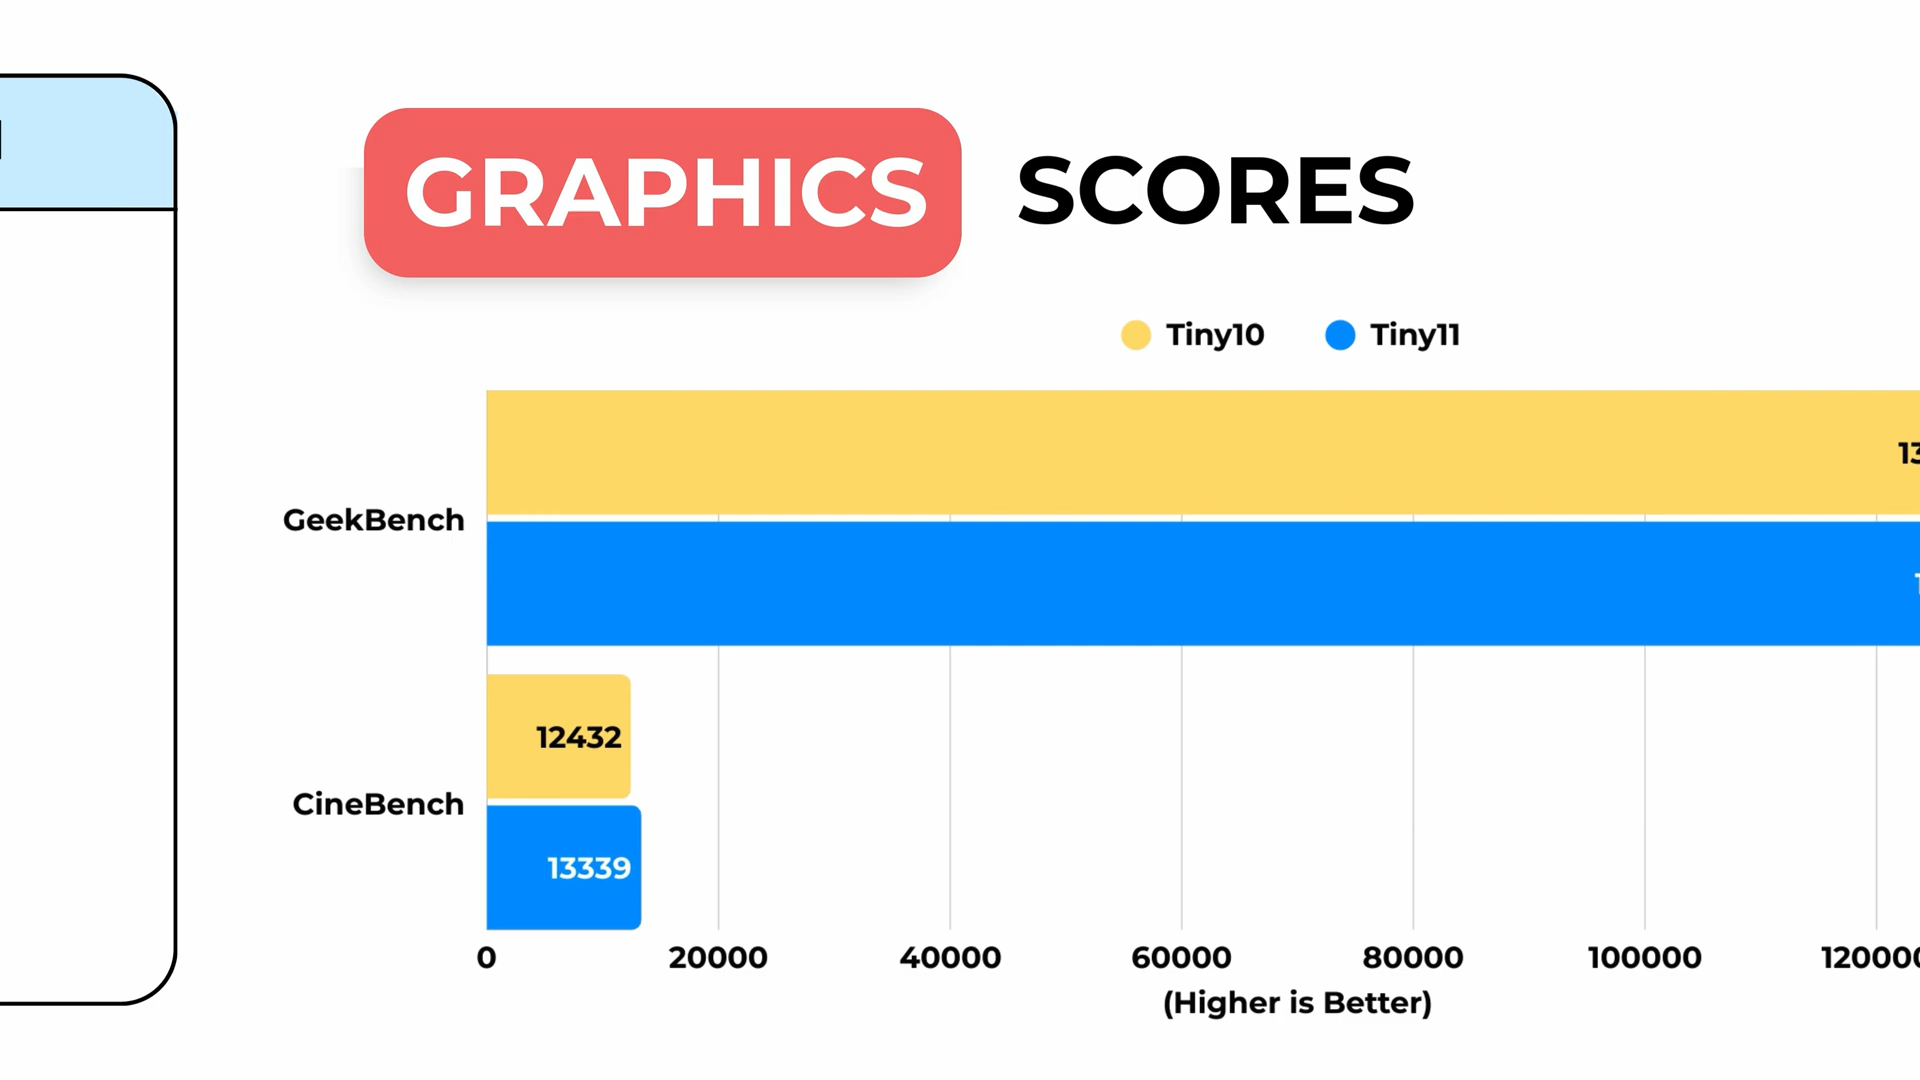 GRAPHICS SCORES
Tiny10 Tiny11
GeekBench
12432
CineBench
13339
0 20000 40000 60000 80000 100000
(Higher is Better)